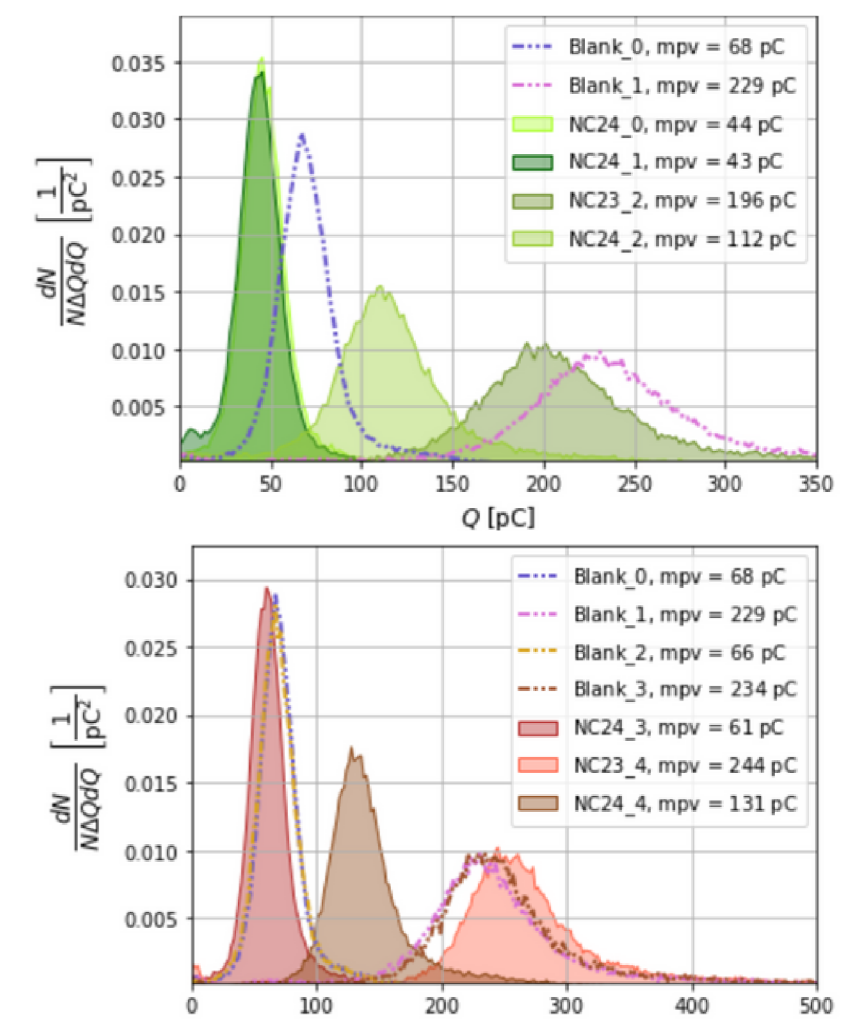 0.035
0.030
0.025
0.020
0.015
0.010
0.005
dN
NΔQdQ
[1
pC²]
Blank_0, mpv = 68 pC
Blank_1, mpv = 229 pC
NC24_0, mpv = 44 pC
NC24_1, mpv = 43 pC
NC23_2, mpv = 196 pC
NC24_2, mpv = 112 pC
0 50 100 150 200 250 300 350
Q [pC]
0.030
0.025
0.020
0.015
0.010
0.005
dN
NΔQdQ
[1
pC²]
Blank_0, mpv = 68 pC
Blank_1, mpv = 229 pC
Blank_2, mpv = 66 pC
Blank_3, mpv = 234 pC
NC24_3, mpv = 61 pC
NC23_4, mpv = 244 pC
NC24_4, mpv = 131 pC
0 100 200 300 400 500